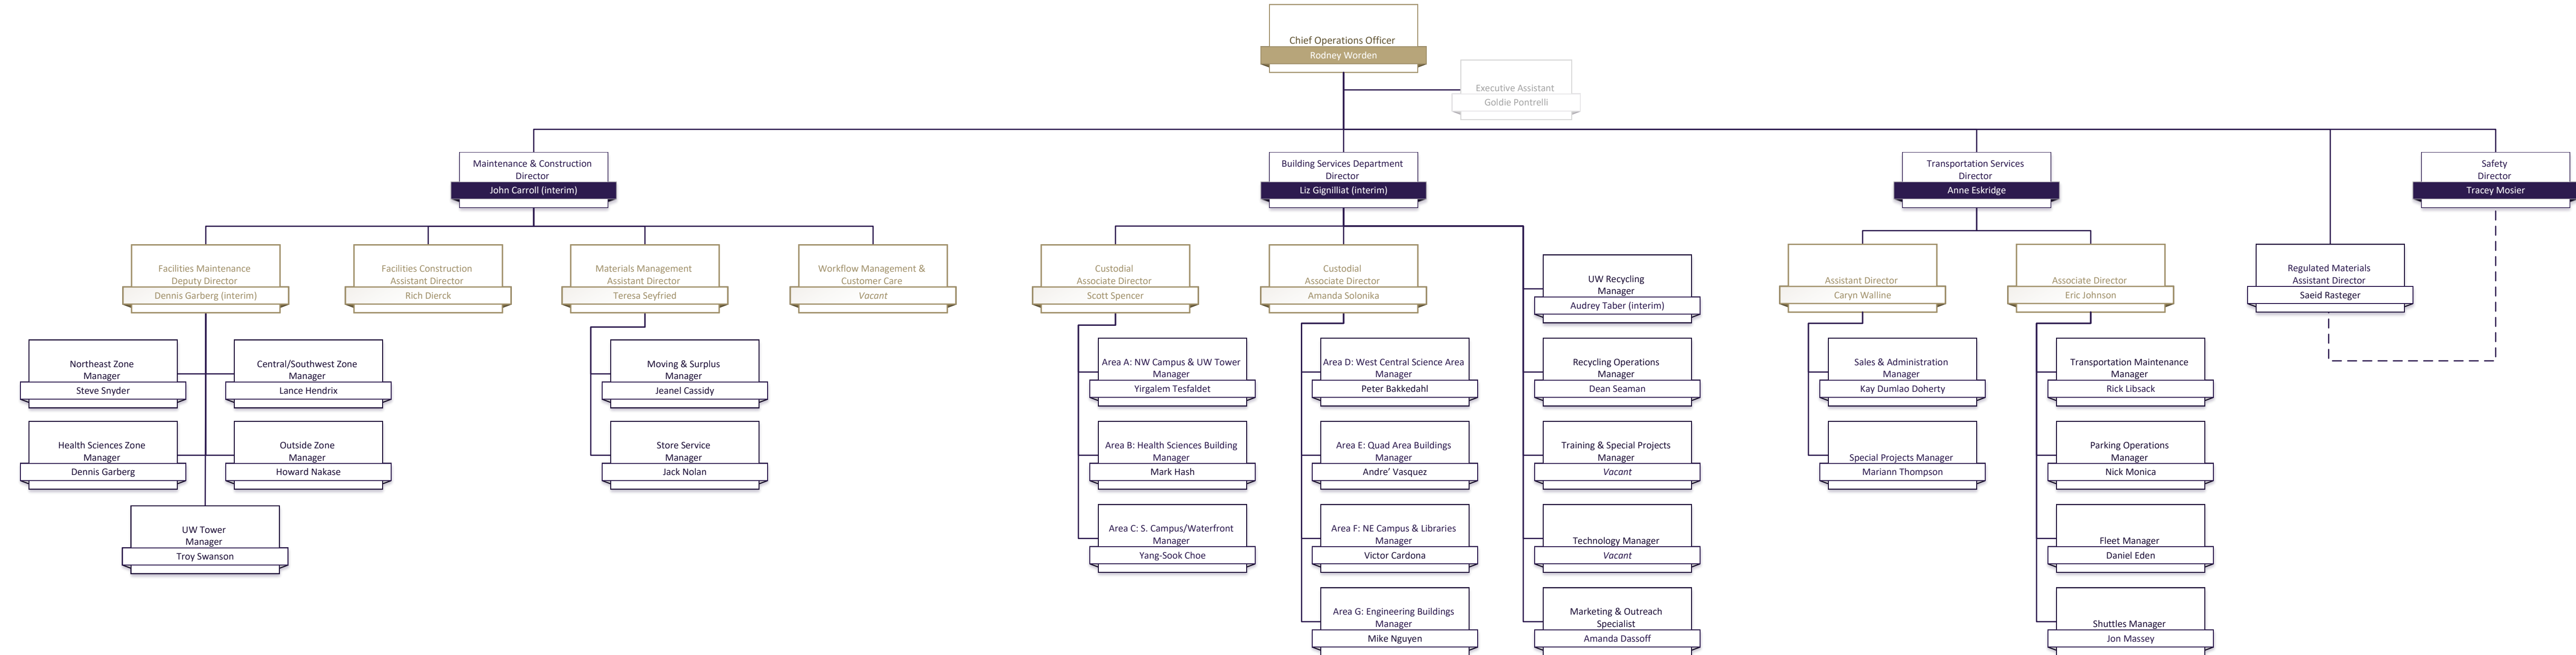 Chief Operations Officer
Rodney Worden
Executive Assistant
Goldie Pontrelli
Maintenance & Construction
Director
John Carroll (interim)
Building Services Department
Director
Liz Gignilliat (interim)
Transportation Services
Director
Anne Eskridge
Safety
Director
Tracey Mosier
Facilities Maintenance
Deputy Director
Dennis Garberg (interim)
Facilities Construction
Assistant Director
Rich Dierck
Materials Management
Assistant Director
Teresa Seyfried
Workflow Management &
Customer Care
Vacant
Custodial
Associate Director
Scott Spencer
Custodial
Associate Director
Amanda Solonika
UW Recycling
Manager
Audrey Taber (interim)
Assistant Director
Caryn Walline
Associate Director
Eric Johnson
Regulated Materials
Assistant Director
Saeid Rasteger
Northeast Zone
Manager
Steve Snyder
Central/Southwest Zone
Manager
Lance Hendrix
Moving & Surplus
Manager
Jeanel Cassidy
Area A: NW Campus & UW Tower
Manager
Yirgalem Tesfaldet
Area D: West Central Science Area
Manager
Peter Bakkedahl
Recycling Operations
Manager
Dean Seaman
Sales & Administration
Manager
Kay Dumlao Doherty
Transportation Maintenance
Manager
Rick Libsack
Health Sciences Zone
Manager
Dennis Garberg
Outside Zone
Manager
Howard Nakase
Store Service
Manager
Jack Nolan
Area B: Health Sciences Building
Manager
Mark Hash
Area E: Quad Area Buildings
Manager
Andre’ Vasquez
Training & Special Projects
Manager
Vacant
Special Projects Manager
Mariann Thompson
Parking Operations
Manager
Nick Monica
UW Tower
Manager
Troy Swanson
Area C: S. Campus/Waterfront
Manager
Yang-Sook Choe
Area F: NE Campus & Libraries
Manager
Victor Cardona
Technology Manager
Vacant
Fleet Manager
Daniel Eden
Area G: Engineering Buildings
Manager
Mike Nguyen
Marketing & Outreach
Specialist
Amanda Dassoff
Shuttles Manager
Jon Massey